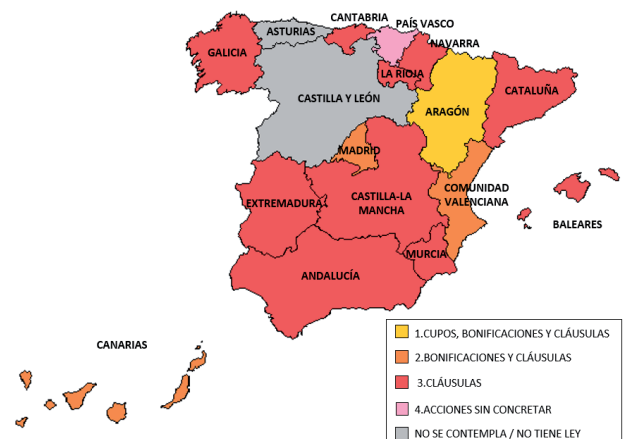 CANTABRIA
PAÍS VASCO
ASTURIAS
NAVARRA
GALICIA
LA RIOJA
CATALUÑA
CASTILLA Y LEÓN
ARAGÓN
MADRID
COMUNIDAD
VALENCIANA
EXTREMADURA
CASTILLA-LA
MANCHA
BALEARES
MURCIA
ANDALUCÍA
CANARIAS
1.CUPOS, BONIFICACIONES Y CLÁUSULAS
2.BONIFICACIONES Y CLÁUSULAS
3.CLÁUSULAS
4.ACCIONES SIN CONCRETAR
NO SE CONTEMPLA / NO TIENE LEY